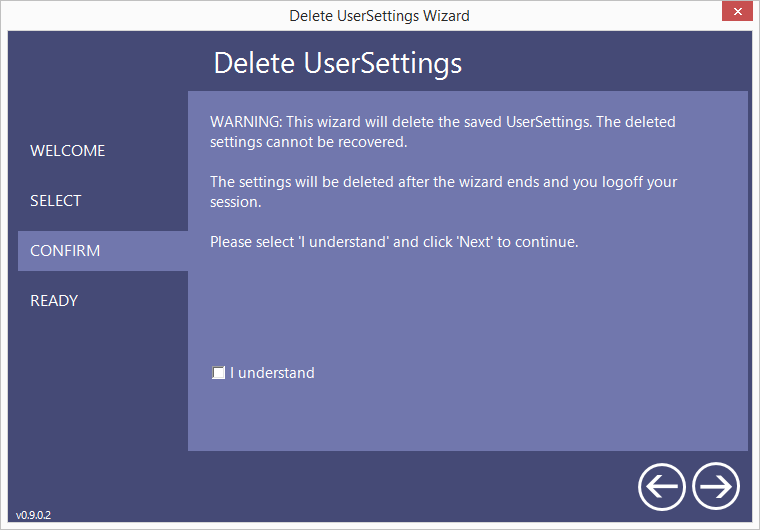 Delete UserSettings Wizard
Delete UserSettings
WELCOME
SELECT
CONFIRM
READY
WARNING: This wizard will delete the saved UserSettings. The deleted
settings cannot be recovered.
The settings will be deleted after the wizard ends and you logoff your
session.
Please select 'I understand' and click 'Next' to continue.
I understand
v0.9.0.2